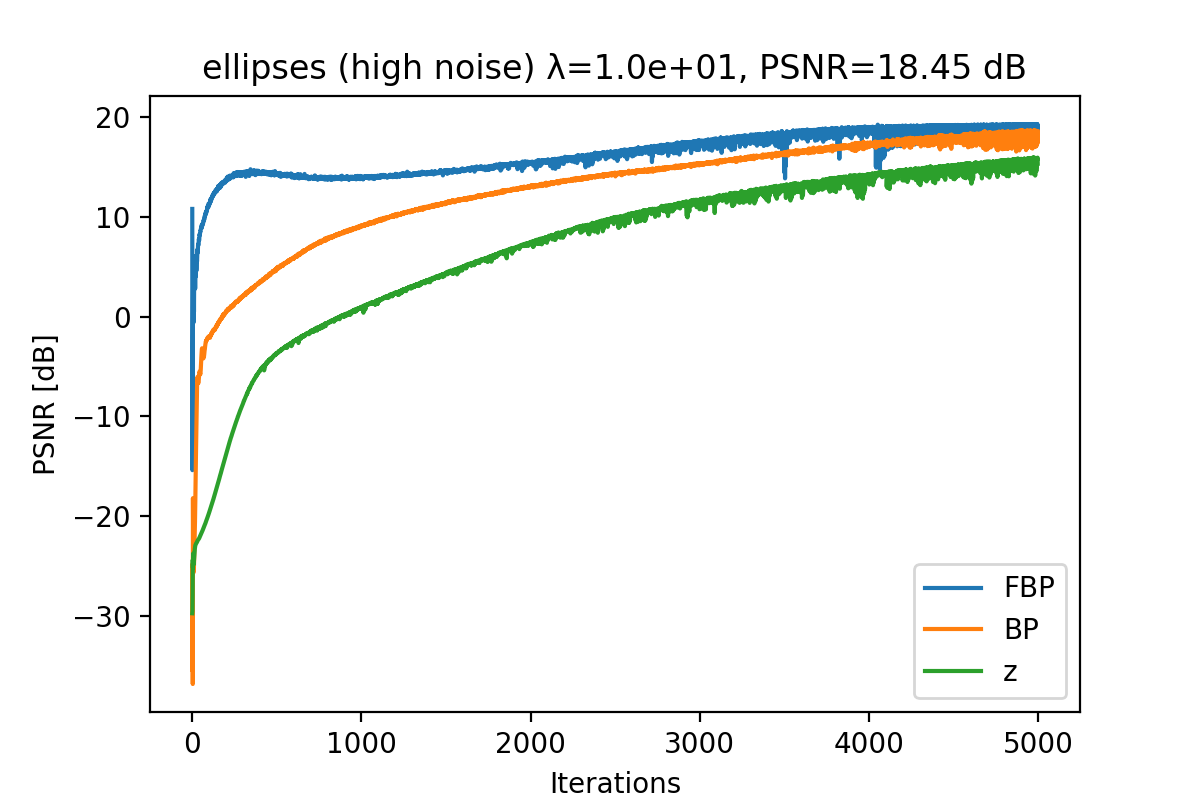 ellipses (high noise) λ=1.0e+01, PSNR=18.45 dB
20
10
0
−10
−20
−30
PSNR [dB]
0 1000 2000 3000 4000 5000
Iterations
FBP
BP
z